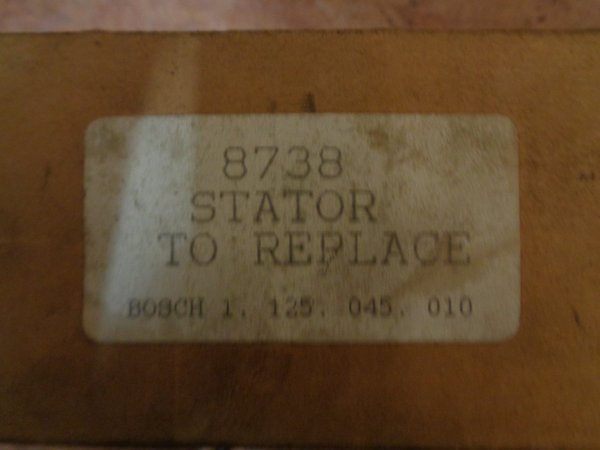 8738
STATOR
TO REPLACE
BOSCH 1. 125. 045. 010